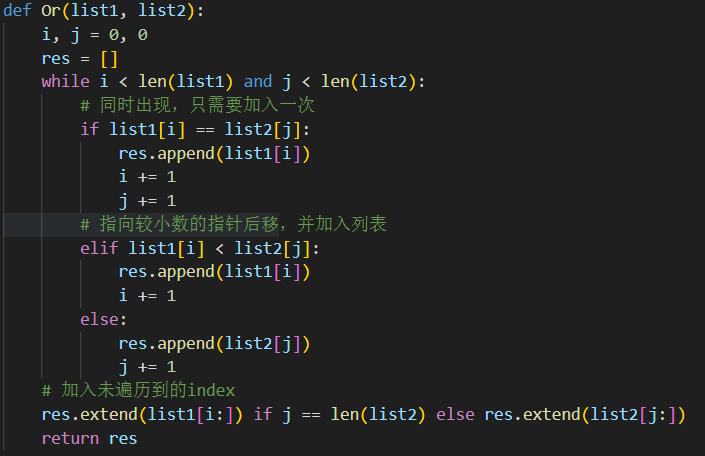 def Or(list1, list2):
    i, j = 0, 0
    res = []
    while i < len(list1) and j < len(list2):
        # 同时出现，只需要加入一次
        if list1[i] == list2[j]:
            res.append(list1[i])
            i += 1
            j += 1
        # 指向较小数的指针后移，并加入列表
        elif list1[i] < list2[j]:
            res.append(list1[i])
            i += 1
        else:
            res.append(list2[j])
            j += 1
    # 加入未遍历到的index
    res.extend(list1[i:]) if j == len(list2) else res.extend(list2[j:])
    return res